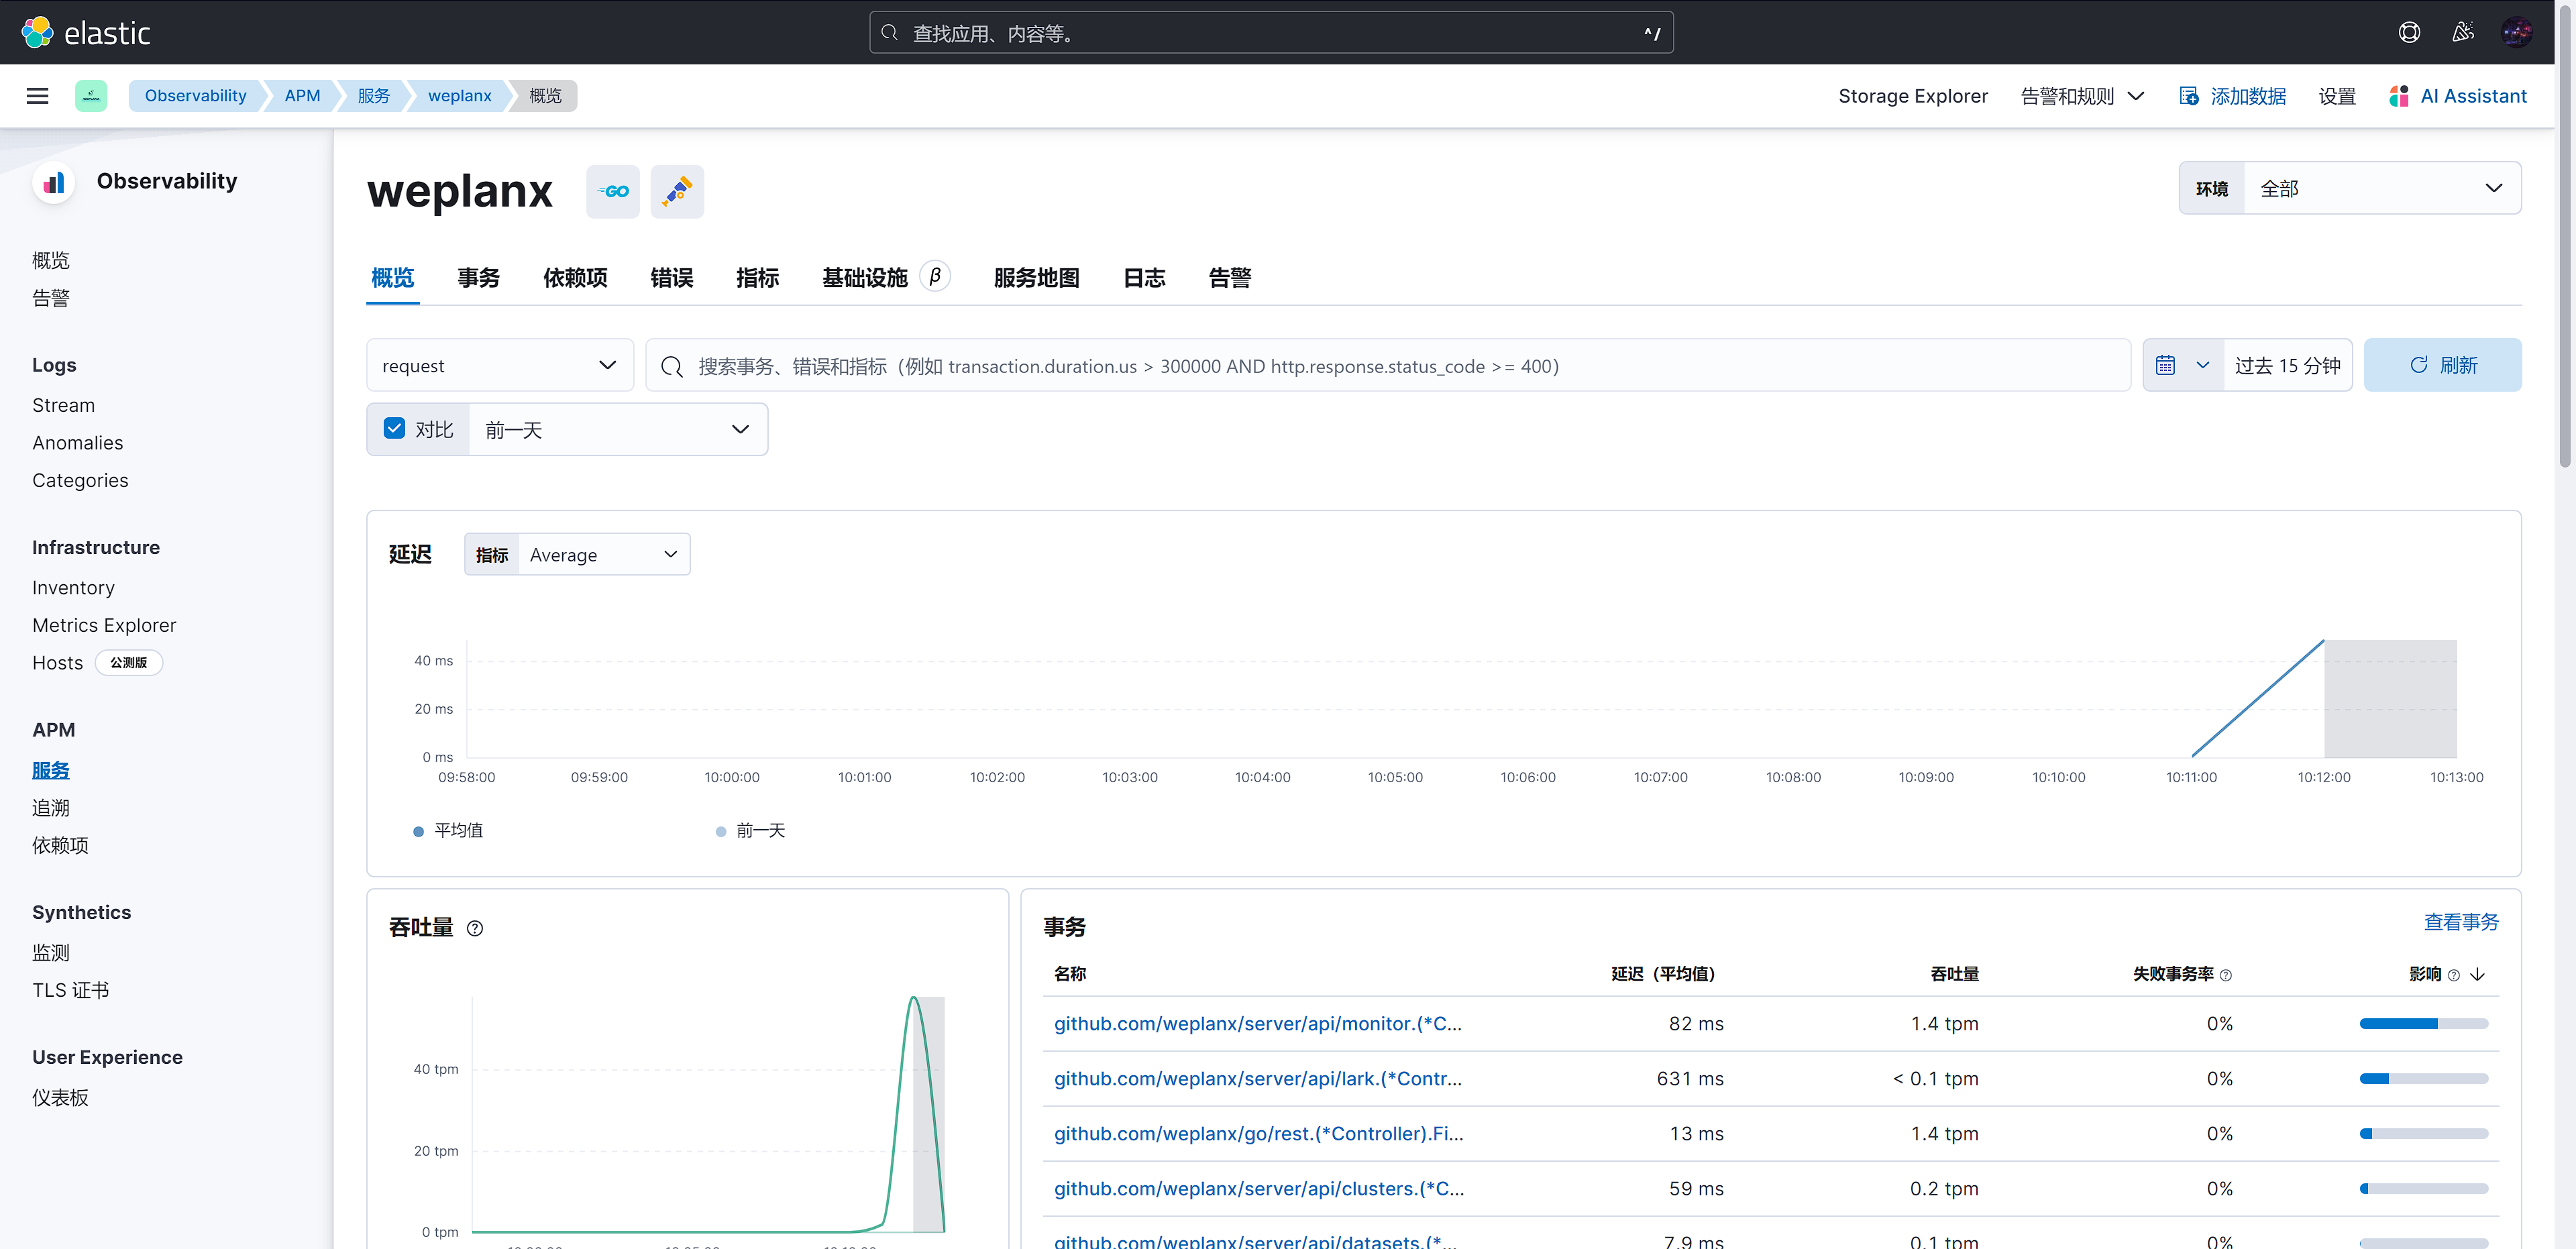 elastic
查找应用、内容等。
^/
Observability
APM
服务
weplanx
概览
Storage Explorer
告警和规则
添加数据
设置
AI Assistant
Observability
概览
告警
Logs
Stream
Anomalies
Categories
Infrastructure
Inventory
Metrics Explorer
Hosts 公测版
APM
服务
追溯
依赖项
Synthetics
监测
TLS 证书
User Experience
仪表板
weplanx
GO
环境 全部
概览 事务 依赖项 错误 指标 基础设施 β 服务地图 日志 告警
request
搜索事务、错误和指标（例如 transaction.duration.us > 300000 AND http.response.status_code >= 400）
过去 15 分钟
刷新
对比 前一天
延迟
指标 Average
40 ms
20 ms
0 ms
09:58:00 09:59:00 10:00:00 10:01:00 10:02:00 10:03:00 10:04:00 10:05:00 10:06:00 10:07:00 10:08:00 10:09:00 10:10:00 10:11:00 10:12:00 10:13:00
平均值 前一天
吞吐量
40 tpm
20 tpm
0 tpm
事务
查看事务
名称 延迟（平均值） 吞吐量 失败事务率 影响
github.com/weplanx/server/api/monitor.(*C... 82 ms 1.4 tpm 0%
github.com/weplanx/server/api/lark.(*Contr... 631 ms < 0.1 tpm 0%
github.com/weplanx/go/rest.(*Controller).Fi... 13 ms 1.4 tpm 0%
github.com/weplanx/server/api/clusters.(*C... 59 ms 0.2 tpm 0%
github.com/weplanx/server/api/datasets.(*... 7.9 ms 0.1 tpm 0%